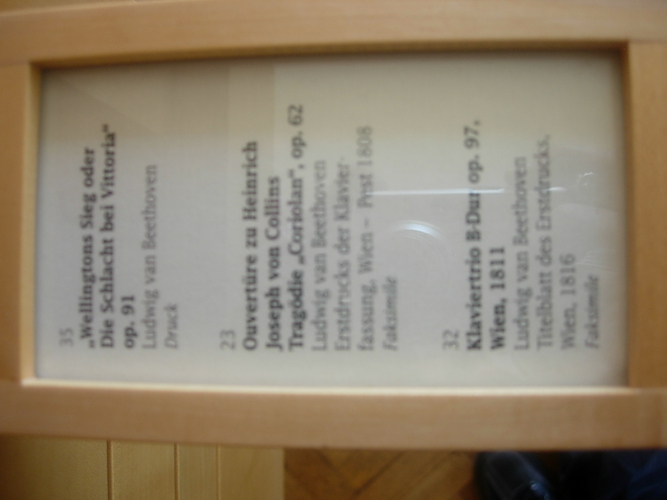 35
„Wellingtons Sieg oder
Die Schlacht bei Vittoria“
op. 91
Ludwig van Beethoven
Druck
23
Ouvertüre zu Heinrich
Joseph von Collins
Tragödie „Coriolan“, op. 62
Ludwig van Beethoven
Erstdrucks der Klavier-
fassung, Wien – Pest 1808
Faksimile
32
Klaviertrio B-Dur op. 97,
Wien, 1811
Ludwig van Beethoven
Titelblatt des Erstdrucks,
Wien, 1816
Faksimile